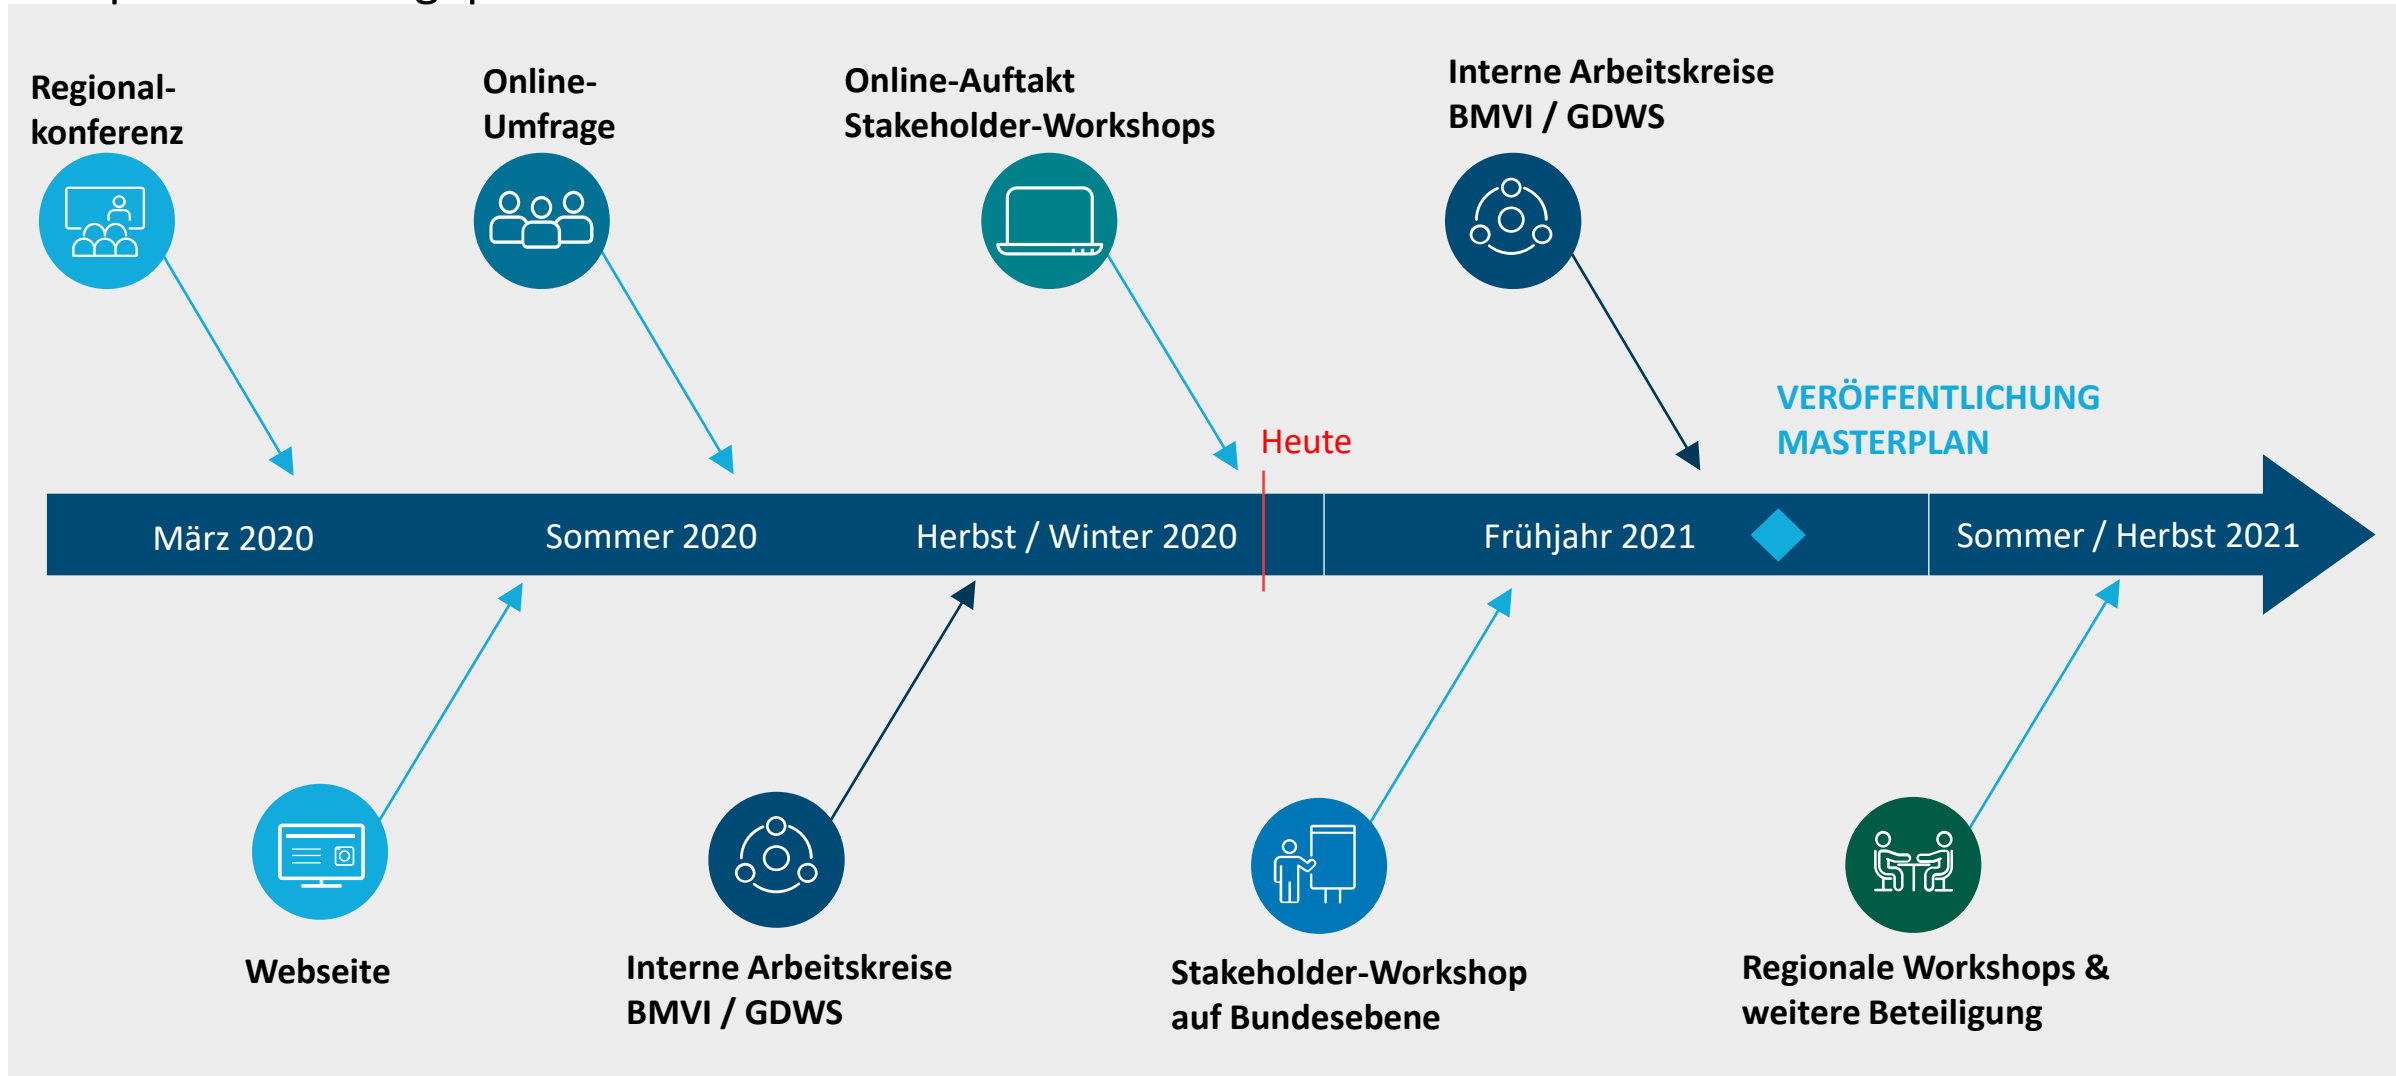 Regional-
konferenz
Online-
Umfrage
Online-Auftakt
Stakeholder-Workshops
Interne Arbeitskreise
BMVI / GDWS
VERÖFFENTLICHUNG
MASTERPLAN
Heute
März 2020
Sommer 2020
Herbst / Winter 2020
Frühjahr 2021
Sommer / Herbst 2021
Webseite
Interne Arbeitskreise
BMVI / GDWS
Stakeholder-Workshop
auf Bundesebene
Regionale Workshops &
weitere Beteiligung